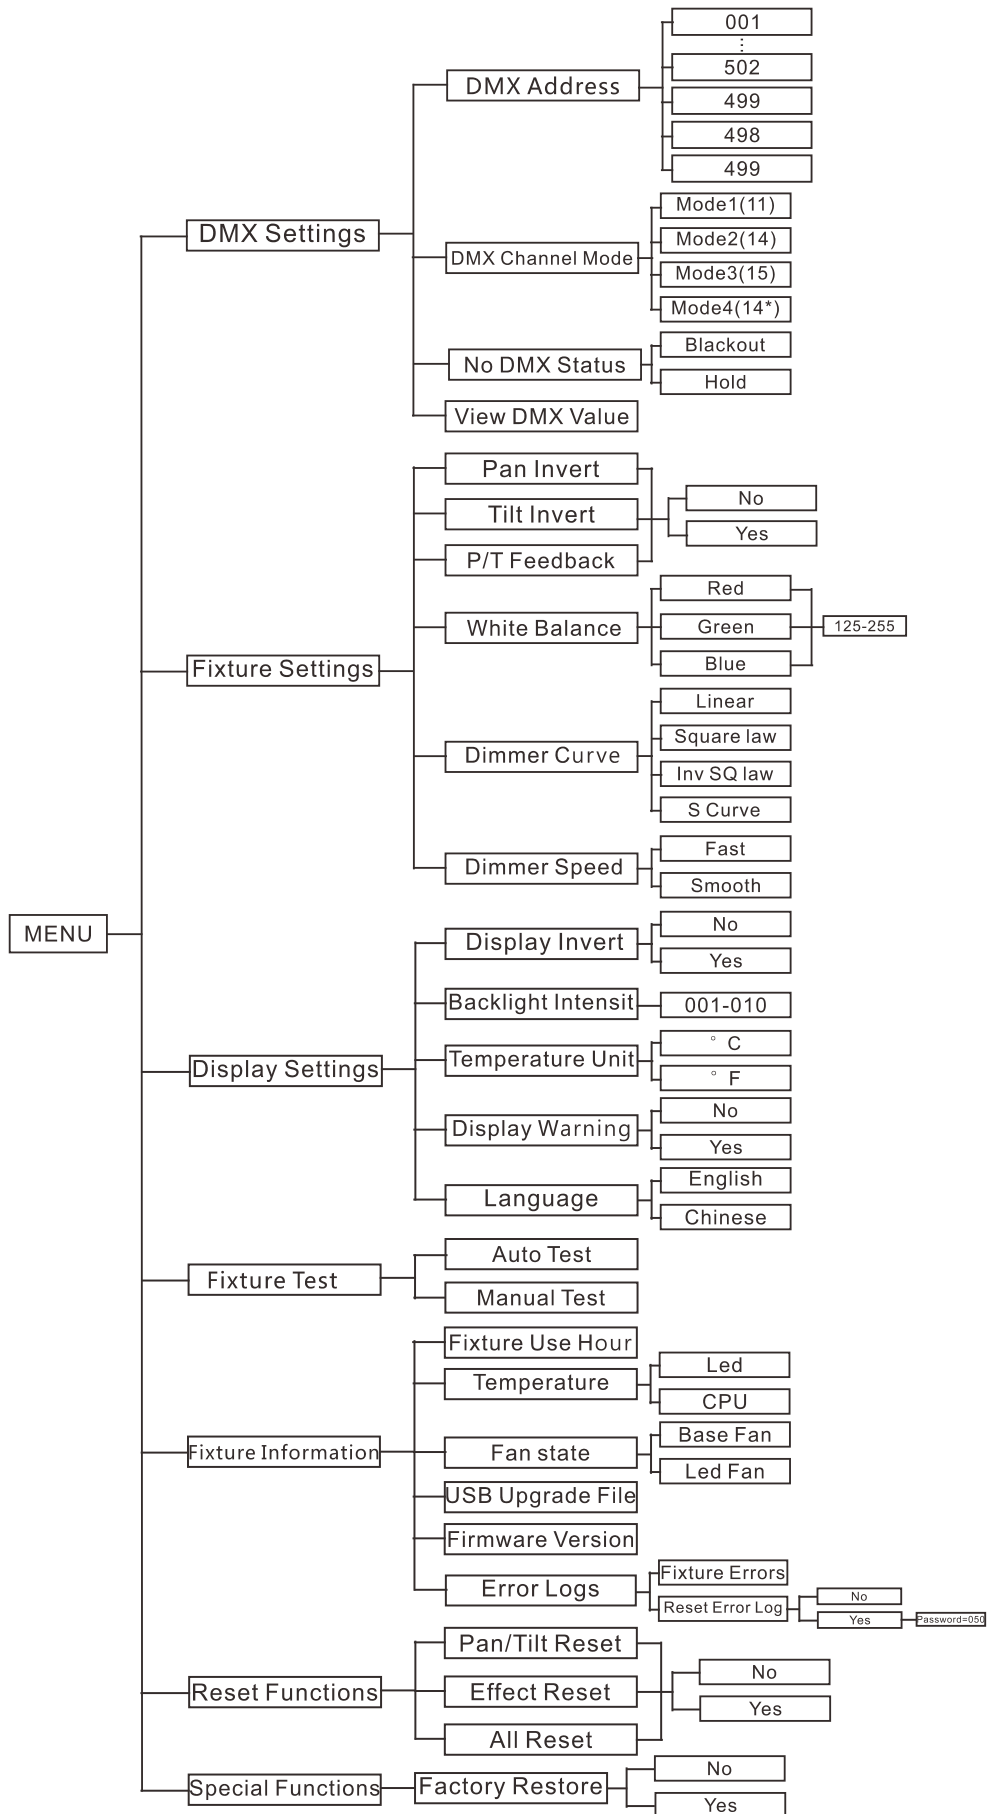 MENU
DMX Settings
DMX Address
001
⋮
502
499
498
499
DMX Channel Mode
Mode1(11)
Mode2(14)
Mode3(15)
Mode4(14*)
No DMX Status
Blackout
Hold
View DMX Value
Fixture Settings
Pan Invert
Tilt Invert
P/T Feedback
No
Yes
White Balance
Red
Green
Blue
125-255
Dimmer Curve
Linear
Square law
Inv SQ law
S Curve
Dimmer Speed
Fast
Smooth
Display Settings
Display Invert
No
Yes
Backlight Intensit
001-010
Temperature Unit
° C
° F
Display Warning
No
Yes
Language
English
Chinese
Fixture Test
Auto Test
Manual Test
Fixture Information
Fixture Use Hour
Temperature
Led
CPU
Fan state
Base Fan
Led Fan
USB Upgrade File
Firmware Version
Error Logs
Fixture Errors
Reset Error Log
No
Yes
Password=050
Reset Functions
Pan/Tilt Reset
Effect Reset
All Reset
No
Yes
Special Functions
Factory Restore
No
Yes